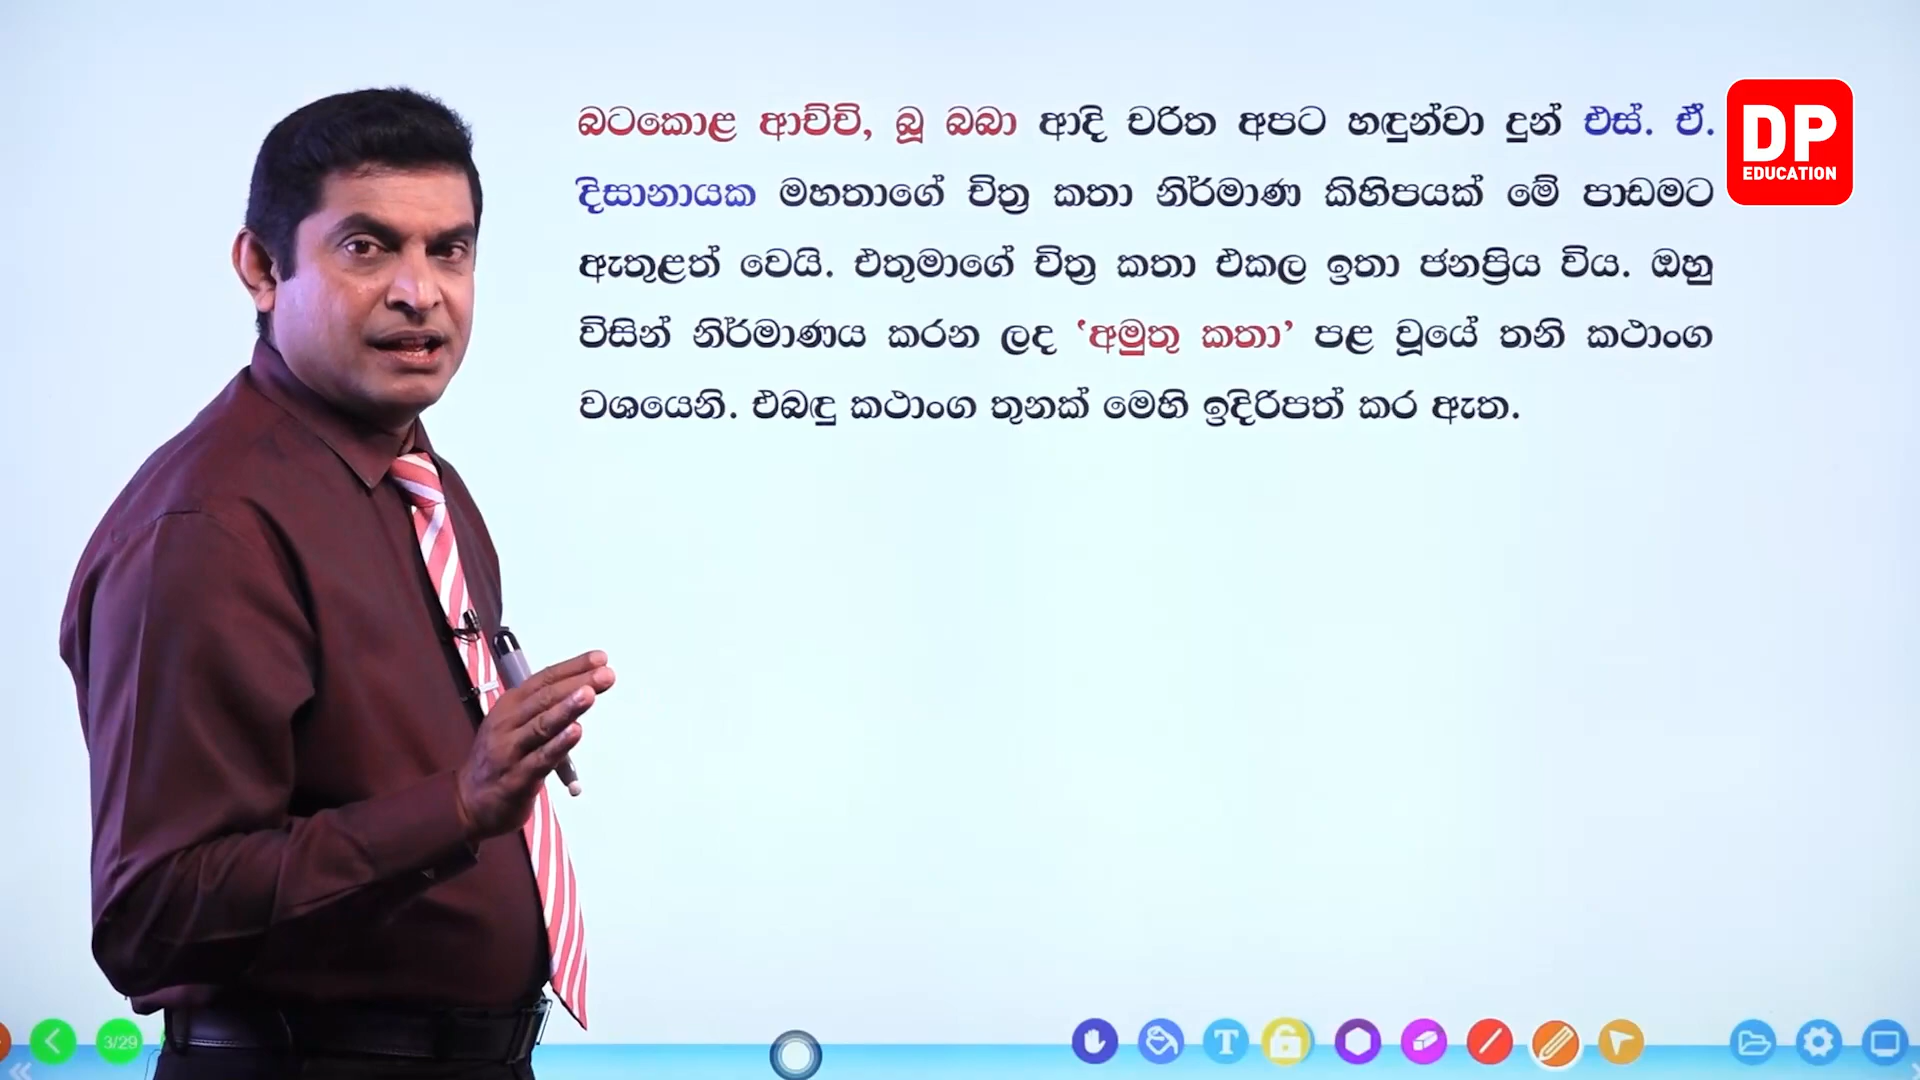 බටකොළ ආච්චි, බූ බබා ආදි චරිත අපට හඳුන්වා දුන් එස්. ඒ.
දිසානායක මහතාගේ චිත්‍ර කතා නිර්මාණ කිහිපයක් මේ පාඩමට
ඇතුළත් වෙයි. එතුමාගේ චිත්‍ර කතා එකල ඉතා ජනප්‍රිය විය. ඔහු
විසින් නිර්මාණය කරන ලද ‘අමුතු කතා’ පළ වූයේ තනි කථාංග
වශයෙනි. එබඳු කථාංග තුනක් මෙහි ඉදිරිපත් කර ඇත.
DP
EDUCATION
3/29
T